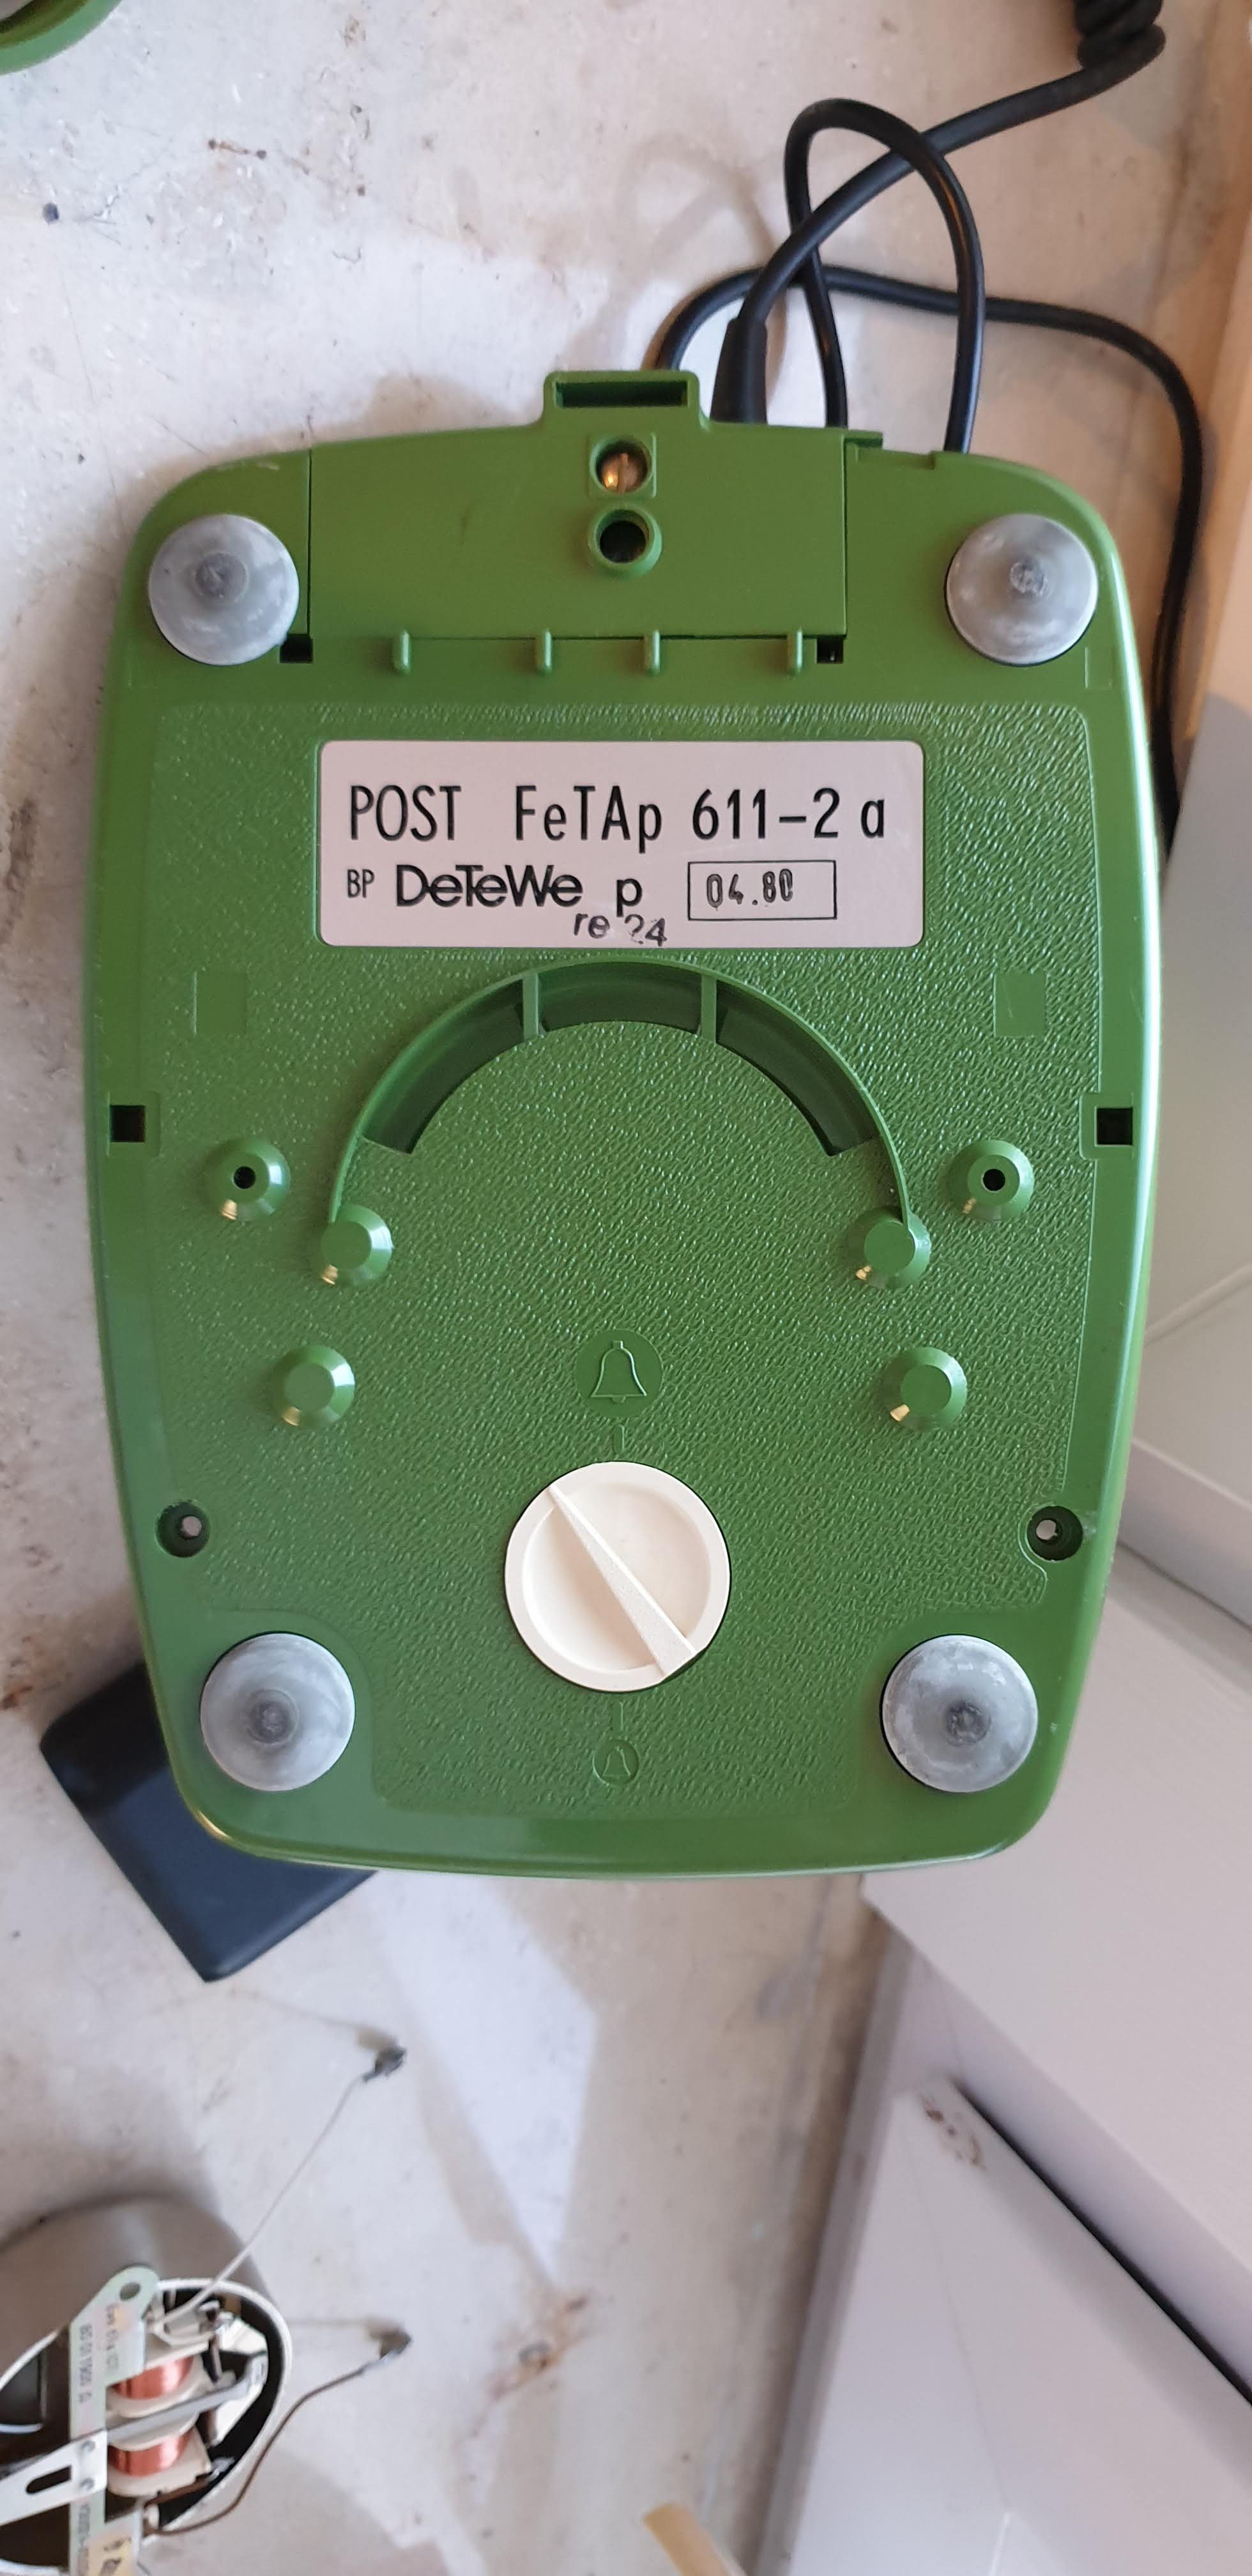 POST FeTAp 611-2 a
BP DeTeWe p 04.80
re 24